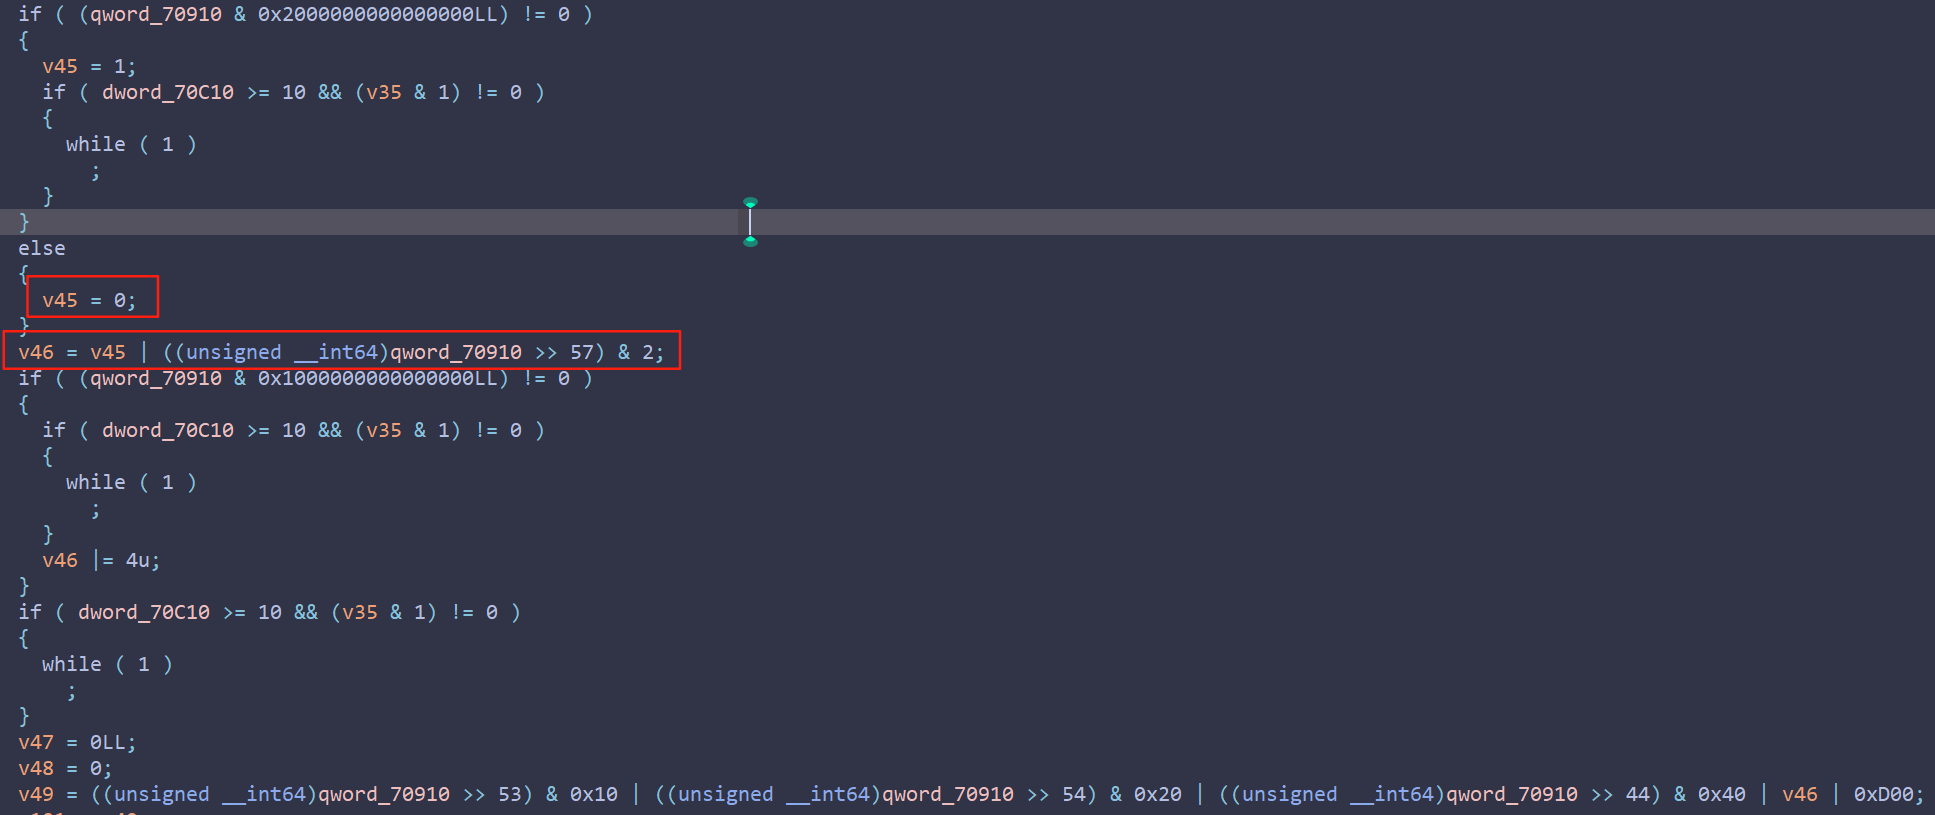 if ( (qword_70910 & 0x2000000000000000LL) != 0 )
{
v45 = 1;
if ( dword_70C10 >= 10 && (v35 & 1) != 0 )
{
while ( 1 )
;
}
}
else
{
v45 = 0;
}
v46 = v45 | ((unsigned __int64)qword_70910 >> 57) & 2;
if ( (qword_70910 & 0x1000000000000000LL) != 0 )
{
if ( dword_70C10 >= 10 && (v35 & 1) != 0 )
{
while ( 1 )
;
}
v46 |= 4u;
}
if ( dword_70C10 >= 10 && (v35 & 1) != 0 )
{
while ( 1 )
;
}
v47 = 0LL;
v48 = 0;
v49 = ((unsigned __int64)qword_70910 >> 53) & 0x10 | ((unsigned __int64)qword_70910 >> 54) & 0x20 | ((unsigned __int64)qword_70910 >> 44) & 0x40 | v46 | 0xD00;